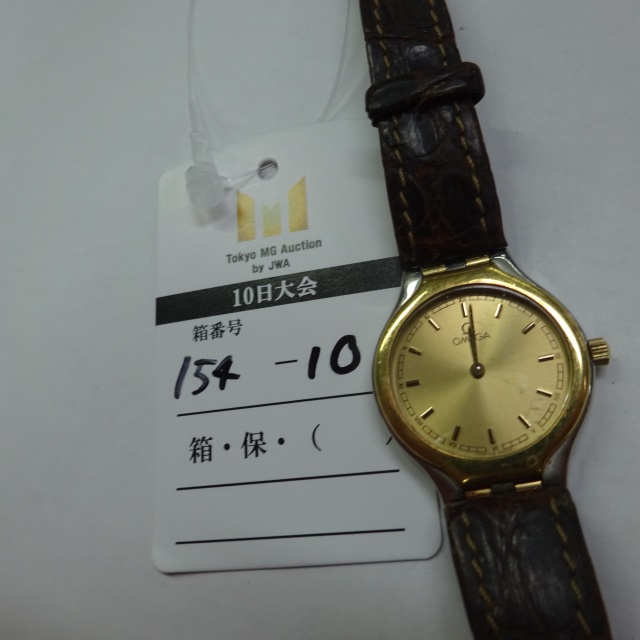 Tokyo MG Auction
by JWA
10日大会
箱番号
154 -10
箱・保・( )
OMEGA